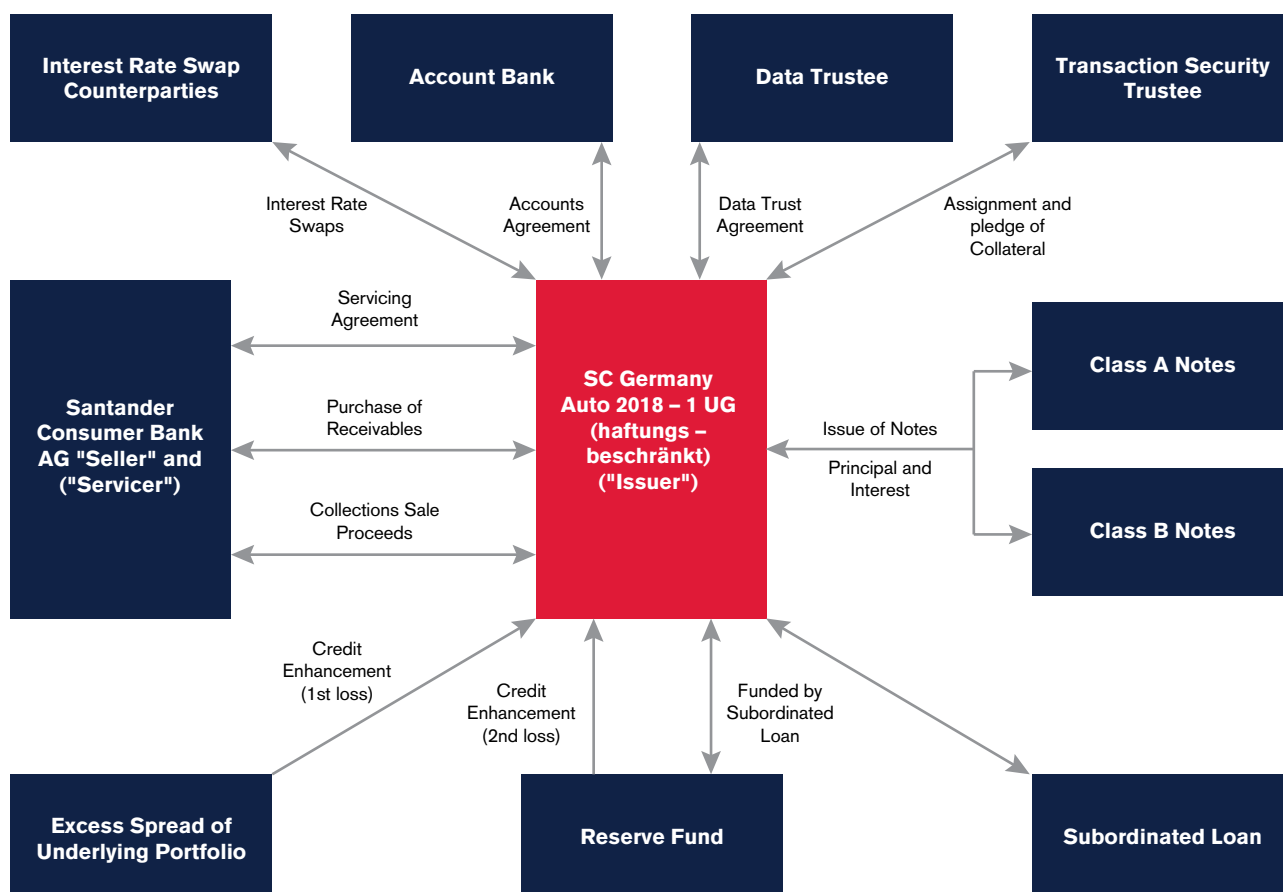 Interest Rate Swap
Counterparties
Account Bank
Data Trustee
Transaction Security
Trustee
Interest Rate
Swaps
Accounts
Agreement
Data Trust
Agreement
Assignment and
pledge of
Collateral
Santander
Consumer Bank
AG "Seller" and
("Servicer")
Servicing
Agreement
Purchase of
Receivables
Collections Sale
Proceeds
SC Germany
Auto 2018 – 1 UG
(haftungs –
beschränkt)
("Issuer")
Issue of Notes
Principal and
Interest
Class A Notes
Class B Notes
Credit
Enhancement
(1st loss)
Credit
Enhancement
(2nd loss)
Funded by
Subordinated
Loan
Excess Spread of
Underlying Portfolio
Reserve Fund
Subordinated Loan